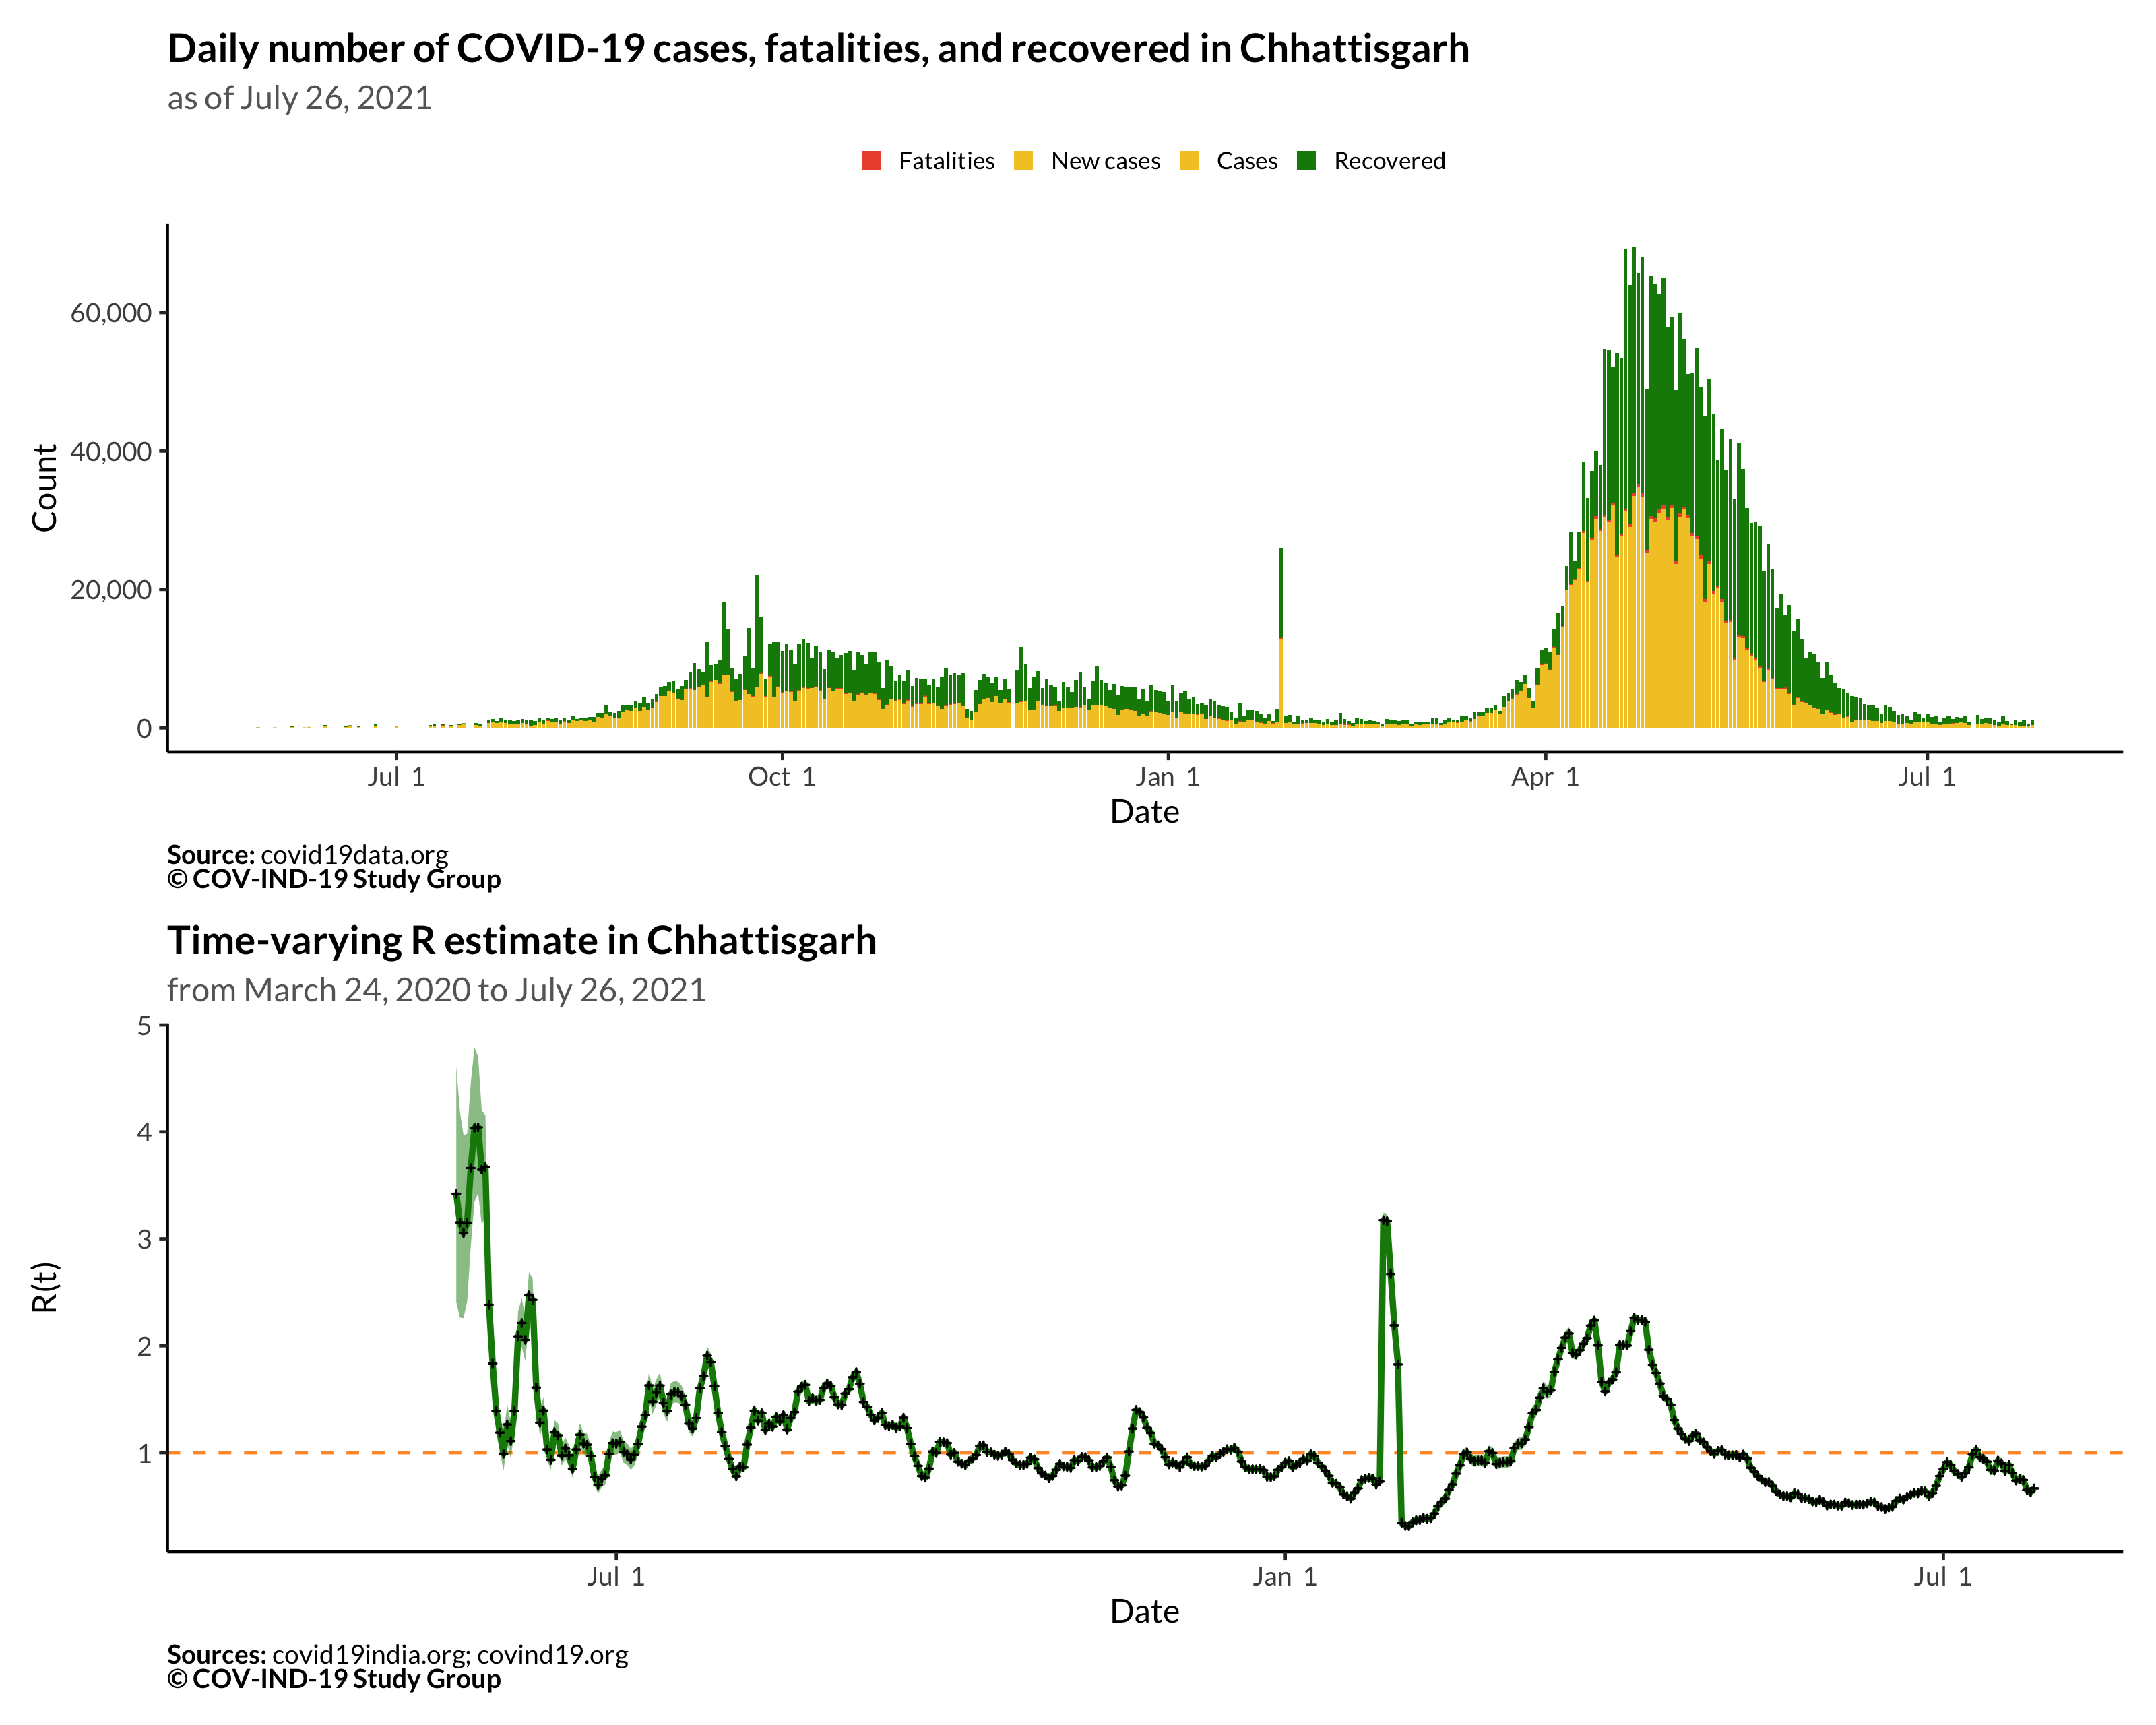 Daily number of COVID-19 cases, fatalities, and recovered in Chhattisgarh
as of July 26, 2021
Fatalities New cases Cases Recovered
Count
60,000
40,000
20,000
0
Jul 1 Oct 1 Jan 1 Apr 1 Jul 1
Date
Source: covid19data.org
© COV-IND-19 Study Group
Time-varying R estimate in Chhattisgarh
from March 24, 2020 to July 26, 2021
R(t)
5
4
3
2
1
Jul 1 Jan 1 Jul 1
Date
Sources: covid19india.org; covind19.org
© COV-IND-19 Study Group